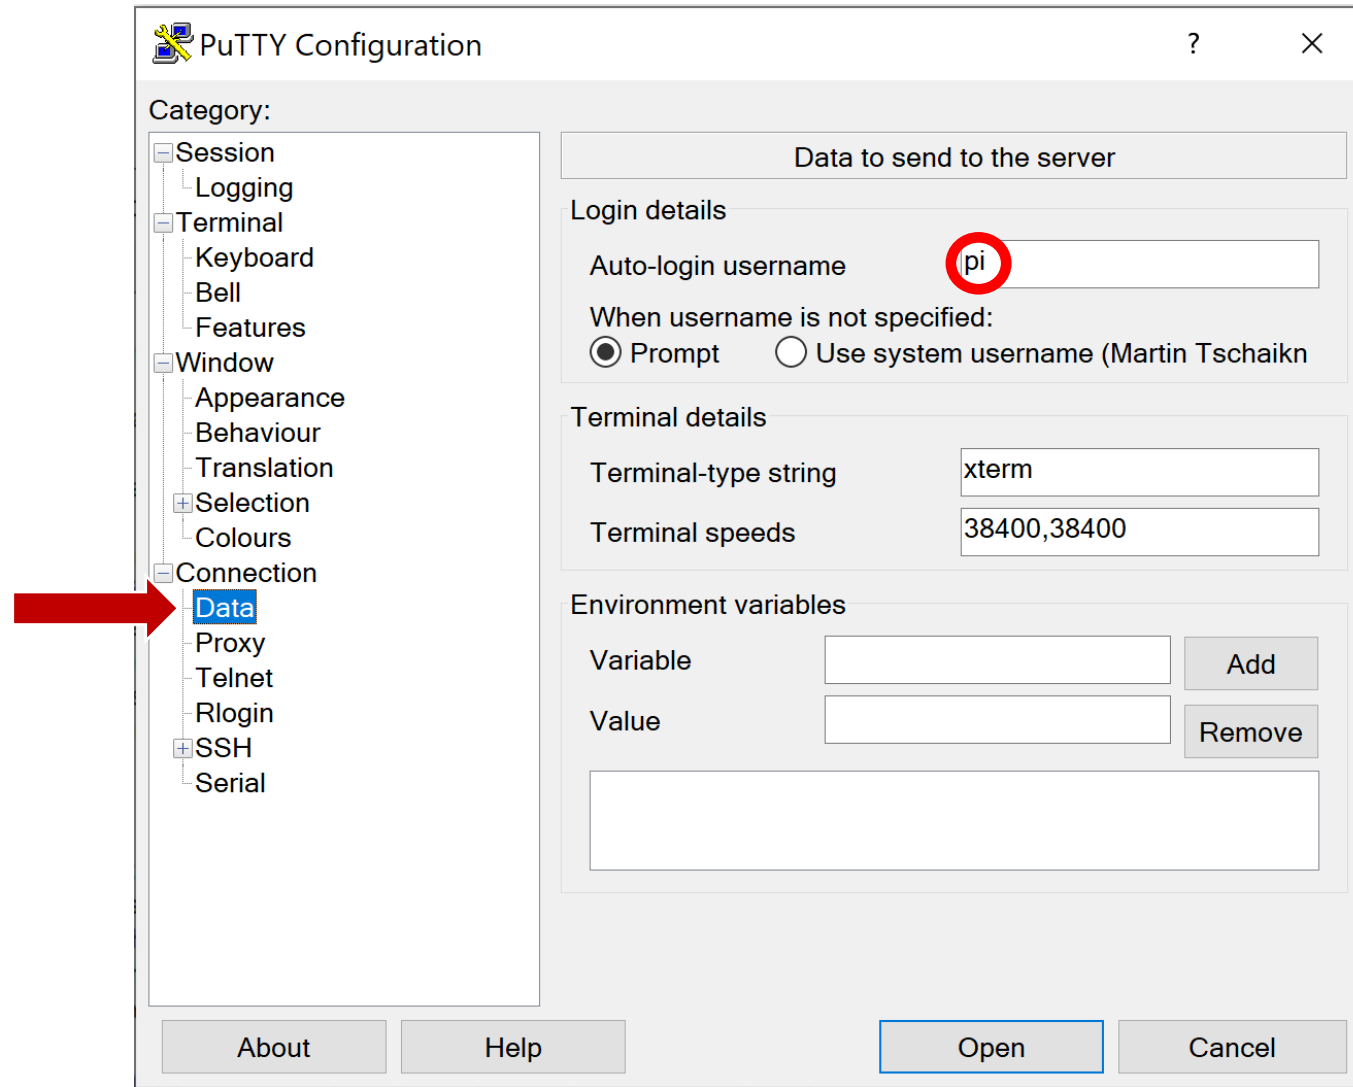 PuTTY Configuration
?
Category:
Session
Logging
Terminal
Keyboard
Bell
Features
Window
Appearance
Behaviour
Translation
Selection
Colours
Connection
Data
Proxy
Telnet
Rlogin
SSH
Serial
Data to send to the server
Login details
Auto-login username pi
When username is not specified:
Prompt Use system username (Martin Tschaikn
Terminal details
Terminal-type string xterm
Terminal speeds 38400,38400
Environment variables
Variable Add
Value Remove
About Help Open Cancel